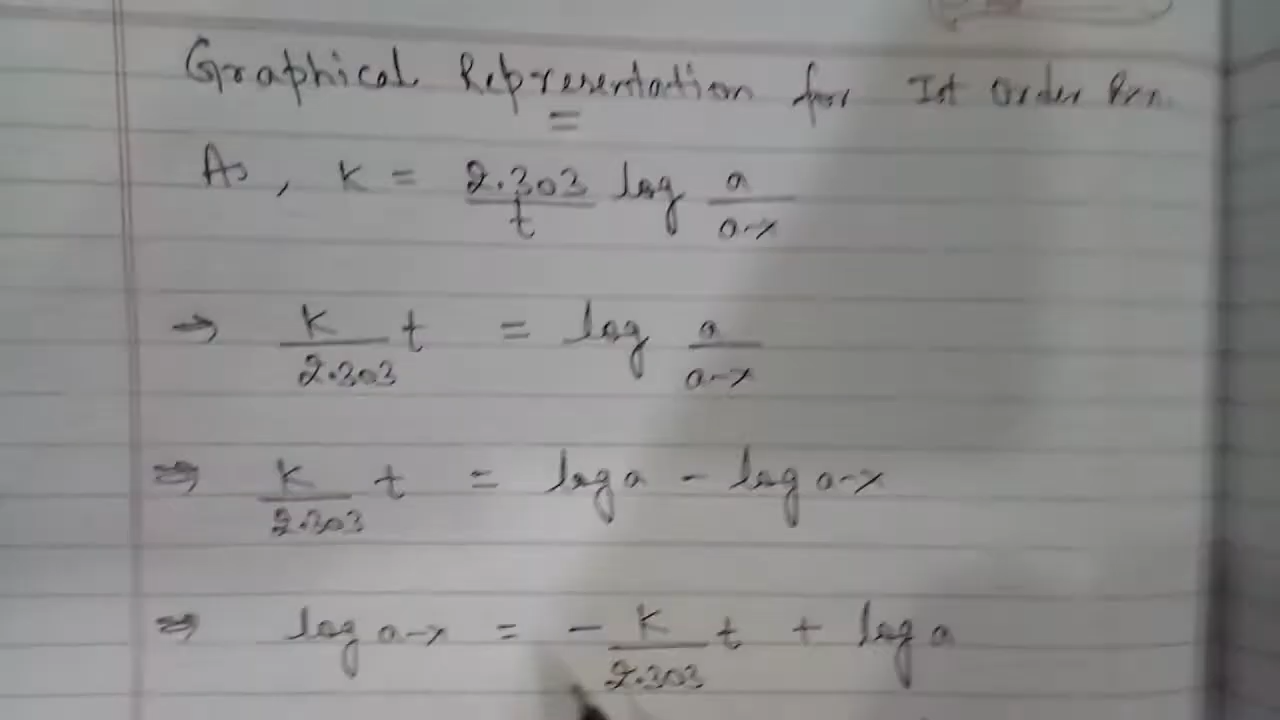 Graphical Representation for Ist Order Rxn.
As, K = 2.303/t log a/a-x
⇒ K/2.303 t = log a/a-x
⇒ K/2.303 t = log a - log a-x
⇒ log a-x = - K/2.303 t + log a